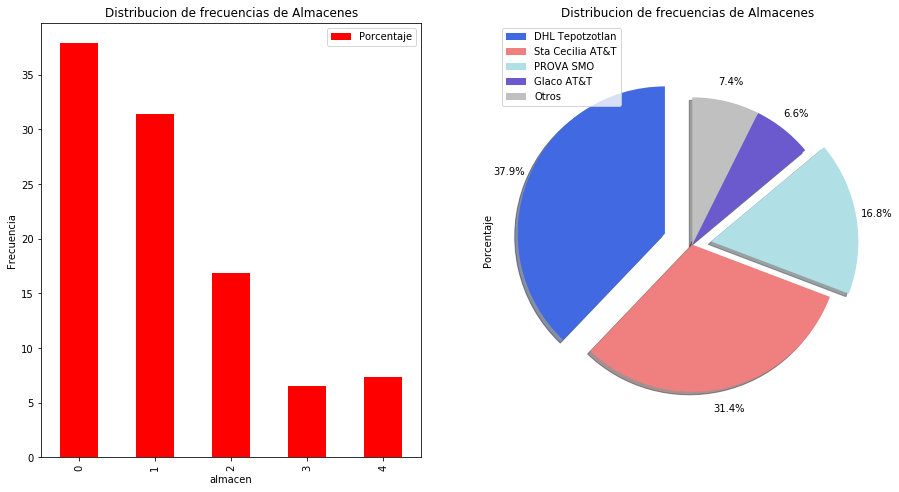 Distribucion de frecuencias de Almacenes
Porcentaje
35
30
25
20
15
10
5
0
Frecuencia
0
1
2
3
4
almacen
Distribucion de frecuencias de Almacenes
DHL Tepotzotlan
Sta Cecilia AT&T
PROVA SMO
Glaco AT&T
Otros
7.4%
6.6%
37.9%
16.8%
Porcentaje
31.4%